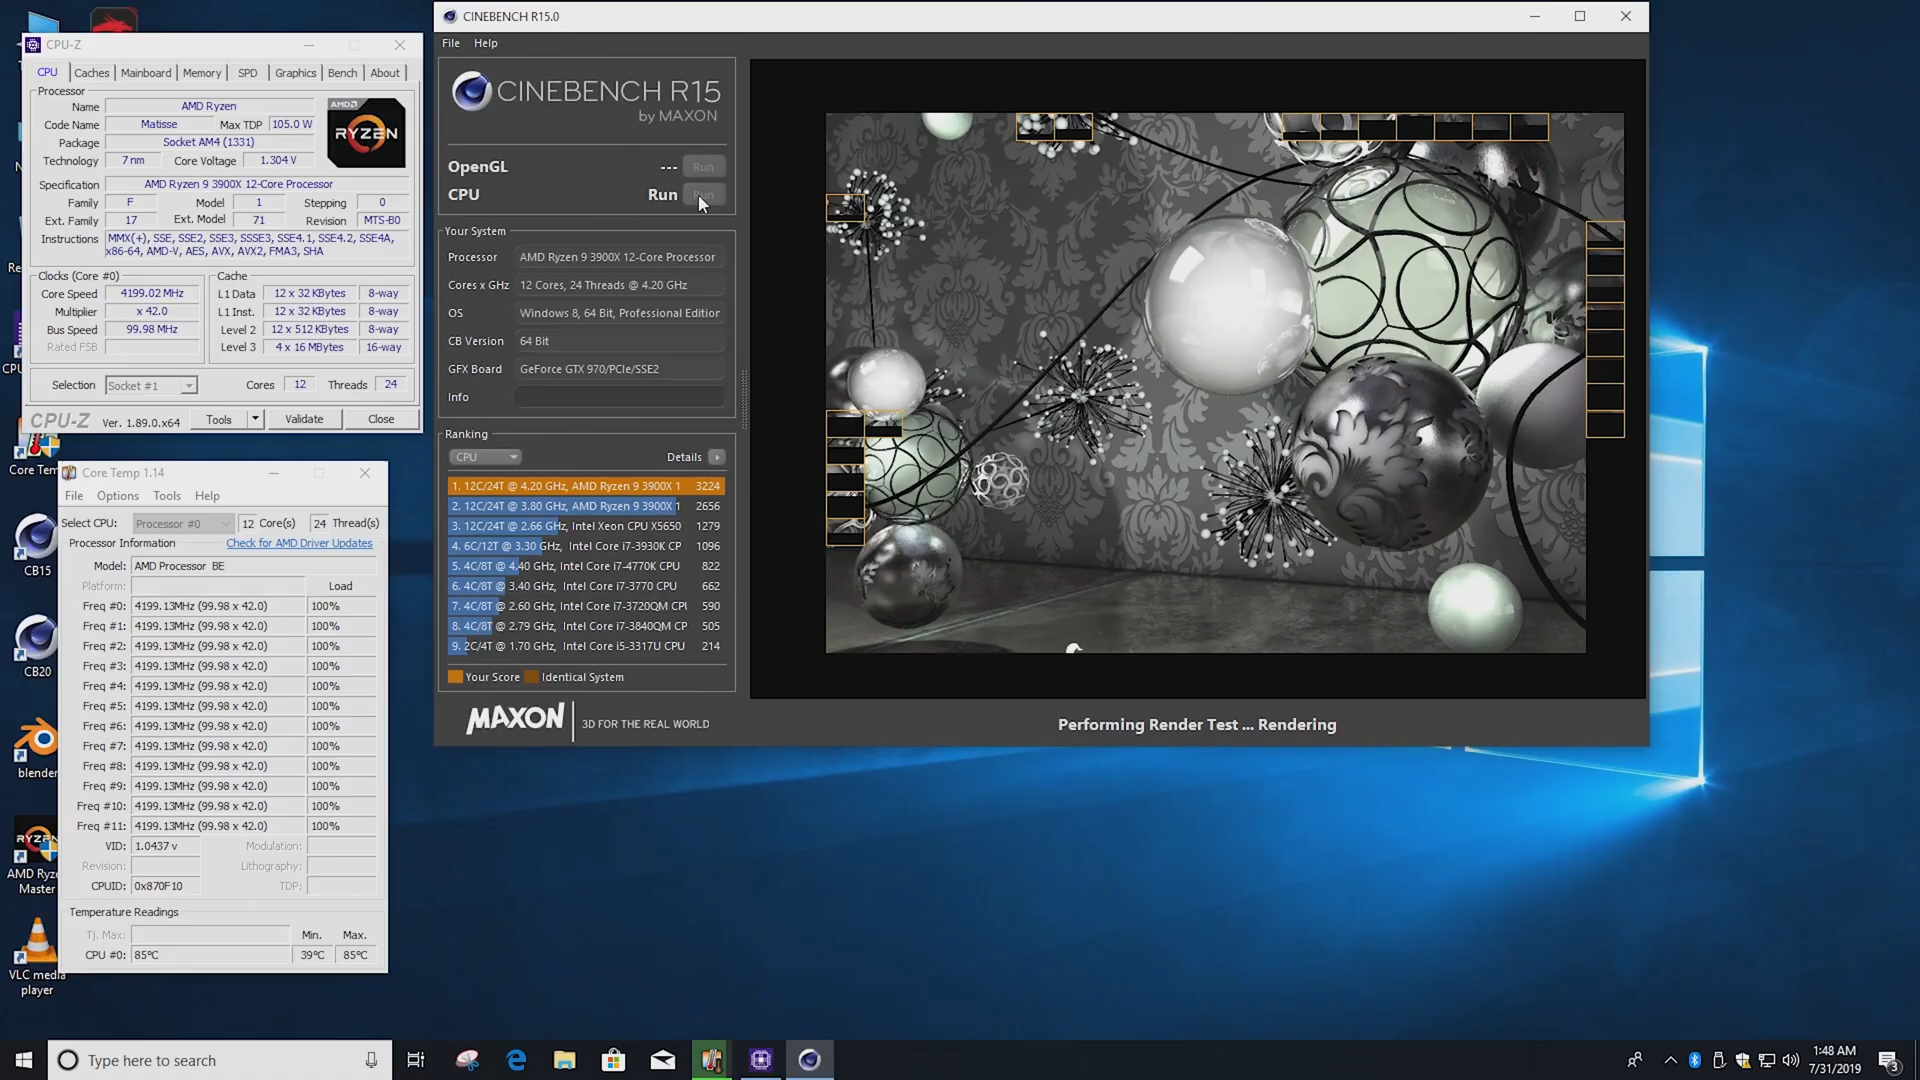 CPU-Z
CPU
Caches
Mainboard
Memory
SPD
Graphics
Bench
About
Processor
Name
AMD Ryzen
Code Name
Matisse
Max TDP
105.0 W
Package
Socket AM4 (1331)
Technology
7 nm
Core Voltage
1.304 V
AMD
RYZEN
Specification
AMD Ryzen 9 3900X 12-Core Processor
Family
F
Model
1
Stepping
0
Ext. Family
17
Ext. Model
71
Revision
MTS-B0
Instructions
MMX(+), SSE, SSE2, SSE3, SSSE3, SSE4.1, SSE4.2, SSE4A,
x86-64, AMD-V, AES, AVX, AVX2, FMA3, SHA
Clocks (Core #0)
Core Speed
4199.02 MHz
Multiplier
x 42.0
Bus Speed
99.98 MHz
Rated FSB
Cache
L1 Data
12 x 32 KBytes
8-way
L1 Inst.
12 x 32 KBytes
8-way
Level 2
12 x 512 KBytes
8-way
Level 3
4 x 16 MBytes
16-way
Selection
Socket #1
Cores
12
Threads
24
CPU-Z
Ver. 1.89.0.x64
Tools
Validate
Close
Core Temp 1.14
File
Options
Tools
Help
Select CPU:
Processor #0
12
Core(s)
24
Thread(s)
Processor Information
Check for AMD Driver Updates
Model:
AMD Processor BE
Platform:
Load
Freq #0:
4199.13MHz (99.98 x 42.0)
100%
Freq #1:
4199.13MHz (99.98 x 42.0)
100%
Freq #2:
4199.13MHz (99.98 x 42.0)
100%
Freq #3:
4199.13MHz (99.98 x 42.0)
100%
Freq #4:
4199.13MHz (99.98 x 42.0)
100%
Freq #5:
4199.13MHz (99.98 x 42.0)
100%
Freq #6:
4199.13MHz (99.98 x 42.0)
100%
Freq #7:
4199.13MHz (99.98 x 42.0)
100%
Freq #8:
4199.13MHz (99.98 x 42.0)
100%
Freq #9:
4199.13MHz (99.98 x 42.0)
100%
Freq #10:
4199.13MHz (99.98 x 42.0)
100%
Freq #11:
4199.13MHz (99.98 x 42.0)
100%
VID:
1.0437 v
Modulation:
Revision:
Lithography:
CPUID:
0x870F10
TDP:
Temperature Readings
Tj. Max:
Min.
Max.
CPU #0:
85°C
39°C
85°C
CB15
CB20
blender
RYZEN
AMD Ryze
Master
VLC media
player
CINEBENCH R15.0
File
Help
CINEBENCH R15
by MAXON
OpenGL
---
Run
CPU
Run
Your System
Processor
AMD Ryzen 9 3900X 12-Core Processor
Cores x GHz
12 Cores, 24 Threads @ 4.20 GHz
OS
Windows 8, 64 Bit, Professional Edition
CB Version
64 Bit
GFX Board
GeForce GTX 970/PCIe/SSE2
Info
Ranking
CPU
Details
1. 12C/24T @ 4.20 GHz, AMD Ryzen 9 3900X 1
3224
2. 12C/24T @ 3.80 GHz, AMD Ryzen 9 3900X 1
2656
3. 12C/24T @ 2.66 GHz, Intel Xeon CPU X5650
1279
4. 6C/12T @ 3.30 GHz, Intel Core i7-3930K CP
1096
5. 4C/8T @ 4.40 GHz, Intel Core i7-4770K CPU
822
6. 4C/8T @ 3.40 GHz, Intel Core i7-3770 CPU
662
7. 4C/8T @ 2.60 GHz, Intel Core i7-3720QM CPU
590
8. 4C/8T @ 2.79 GHz, Intel Core i7-3840QM CP
505
9. 2C/4T @ 1.70 GHz, Intel Core i5-3317U CPU
214
Your Score
Identical System
MAXON
3D FOR THE REAL WORLD
Performing Render Test ... Rendering
Type here to search
1:48 AM
7/31/2019
3